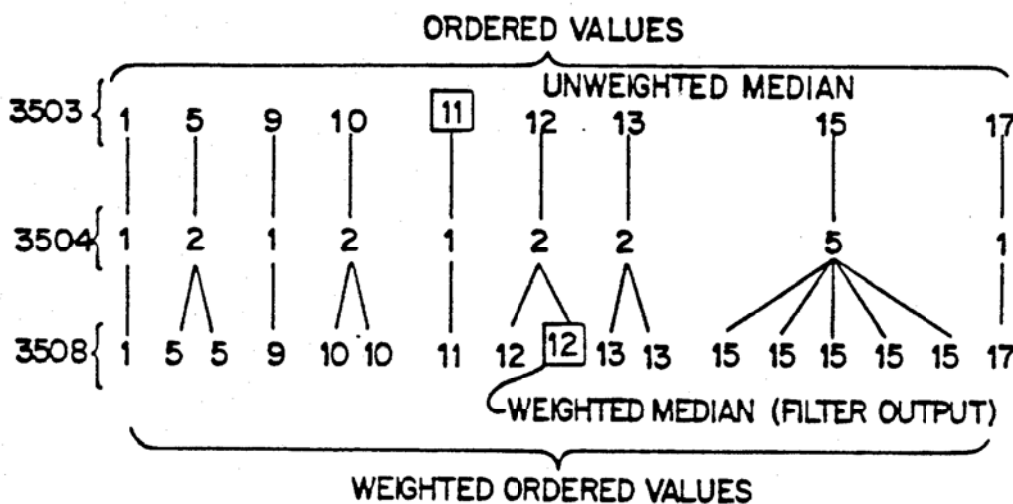 ORDERED VALUES
UNWEIGHTED MEDIAN
3503 1 5 9 10 11 12 13 15 17
3504 1 2 1 2 1 2 2 5 1
3508 1 5 5 9 10 10 11 12 12 13 13 15 15 15 15 15 17
WEIGHTED MEDIAN (FILTER OUTPUT)
WEIGHTED ORDERED VALUES